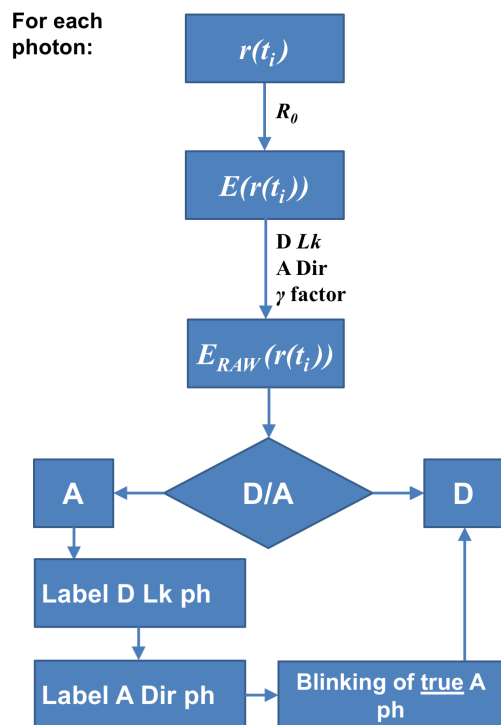 For each
photon:
r(tᵢ)
R₀
E(r(tᵢ))
D Lk
A Dir
γ factor
E_RAW(r(tᵢ))
A
D/A
D
Label D Lk ph
Label A Dir ph
Blinking of true A
ph